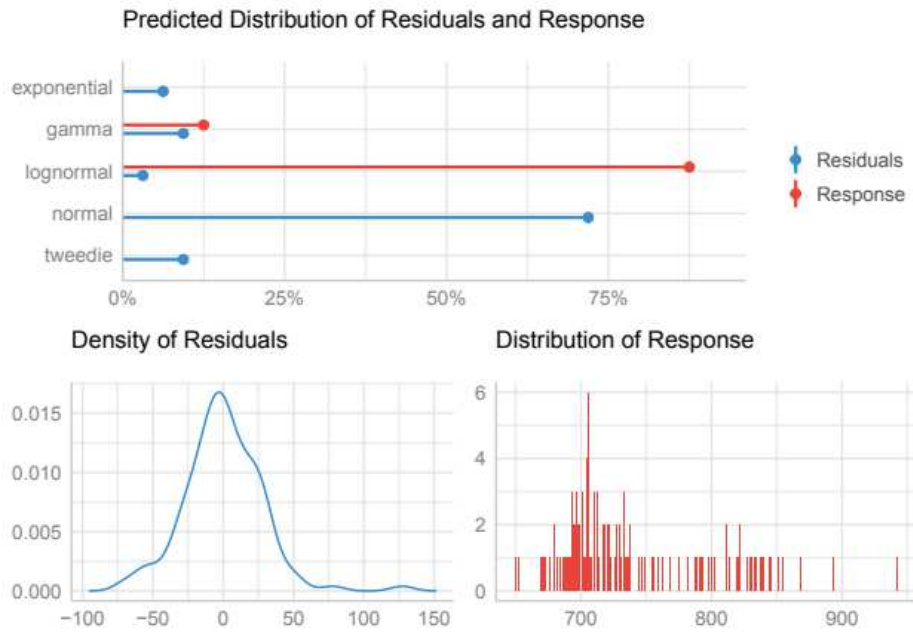 Predicted Distribution of Residuals and Response
exponential
gamma
lognormal
normal
tweedie
0% 25% 50% 75%
Residuals
Response
Density of Residuals
0.015
0.010
0.005
0.000
−100 −50 0 50 100 150
Distribution of Response
6
4
2
0
700 800 900